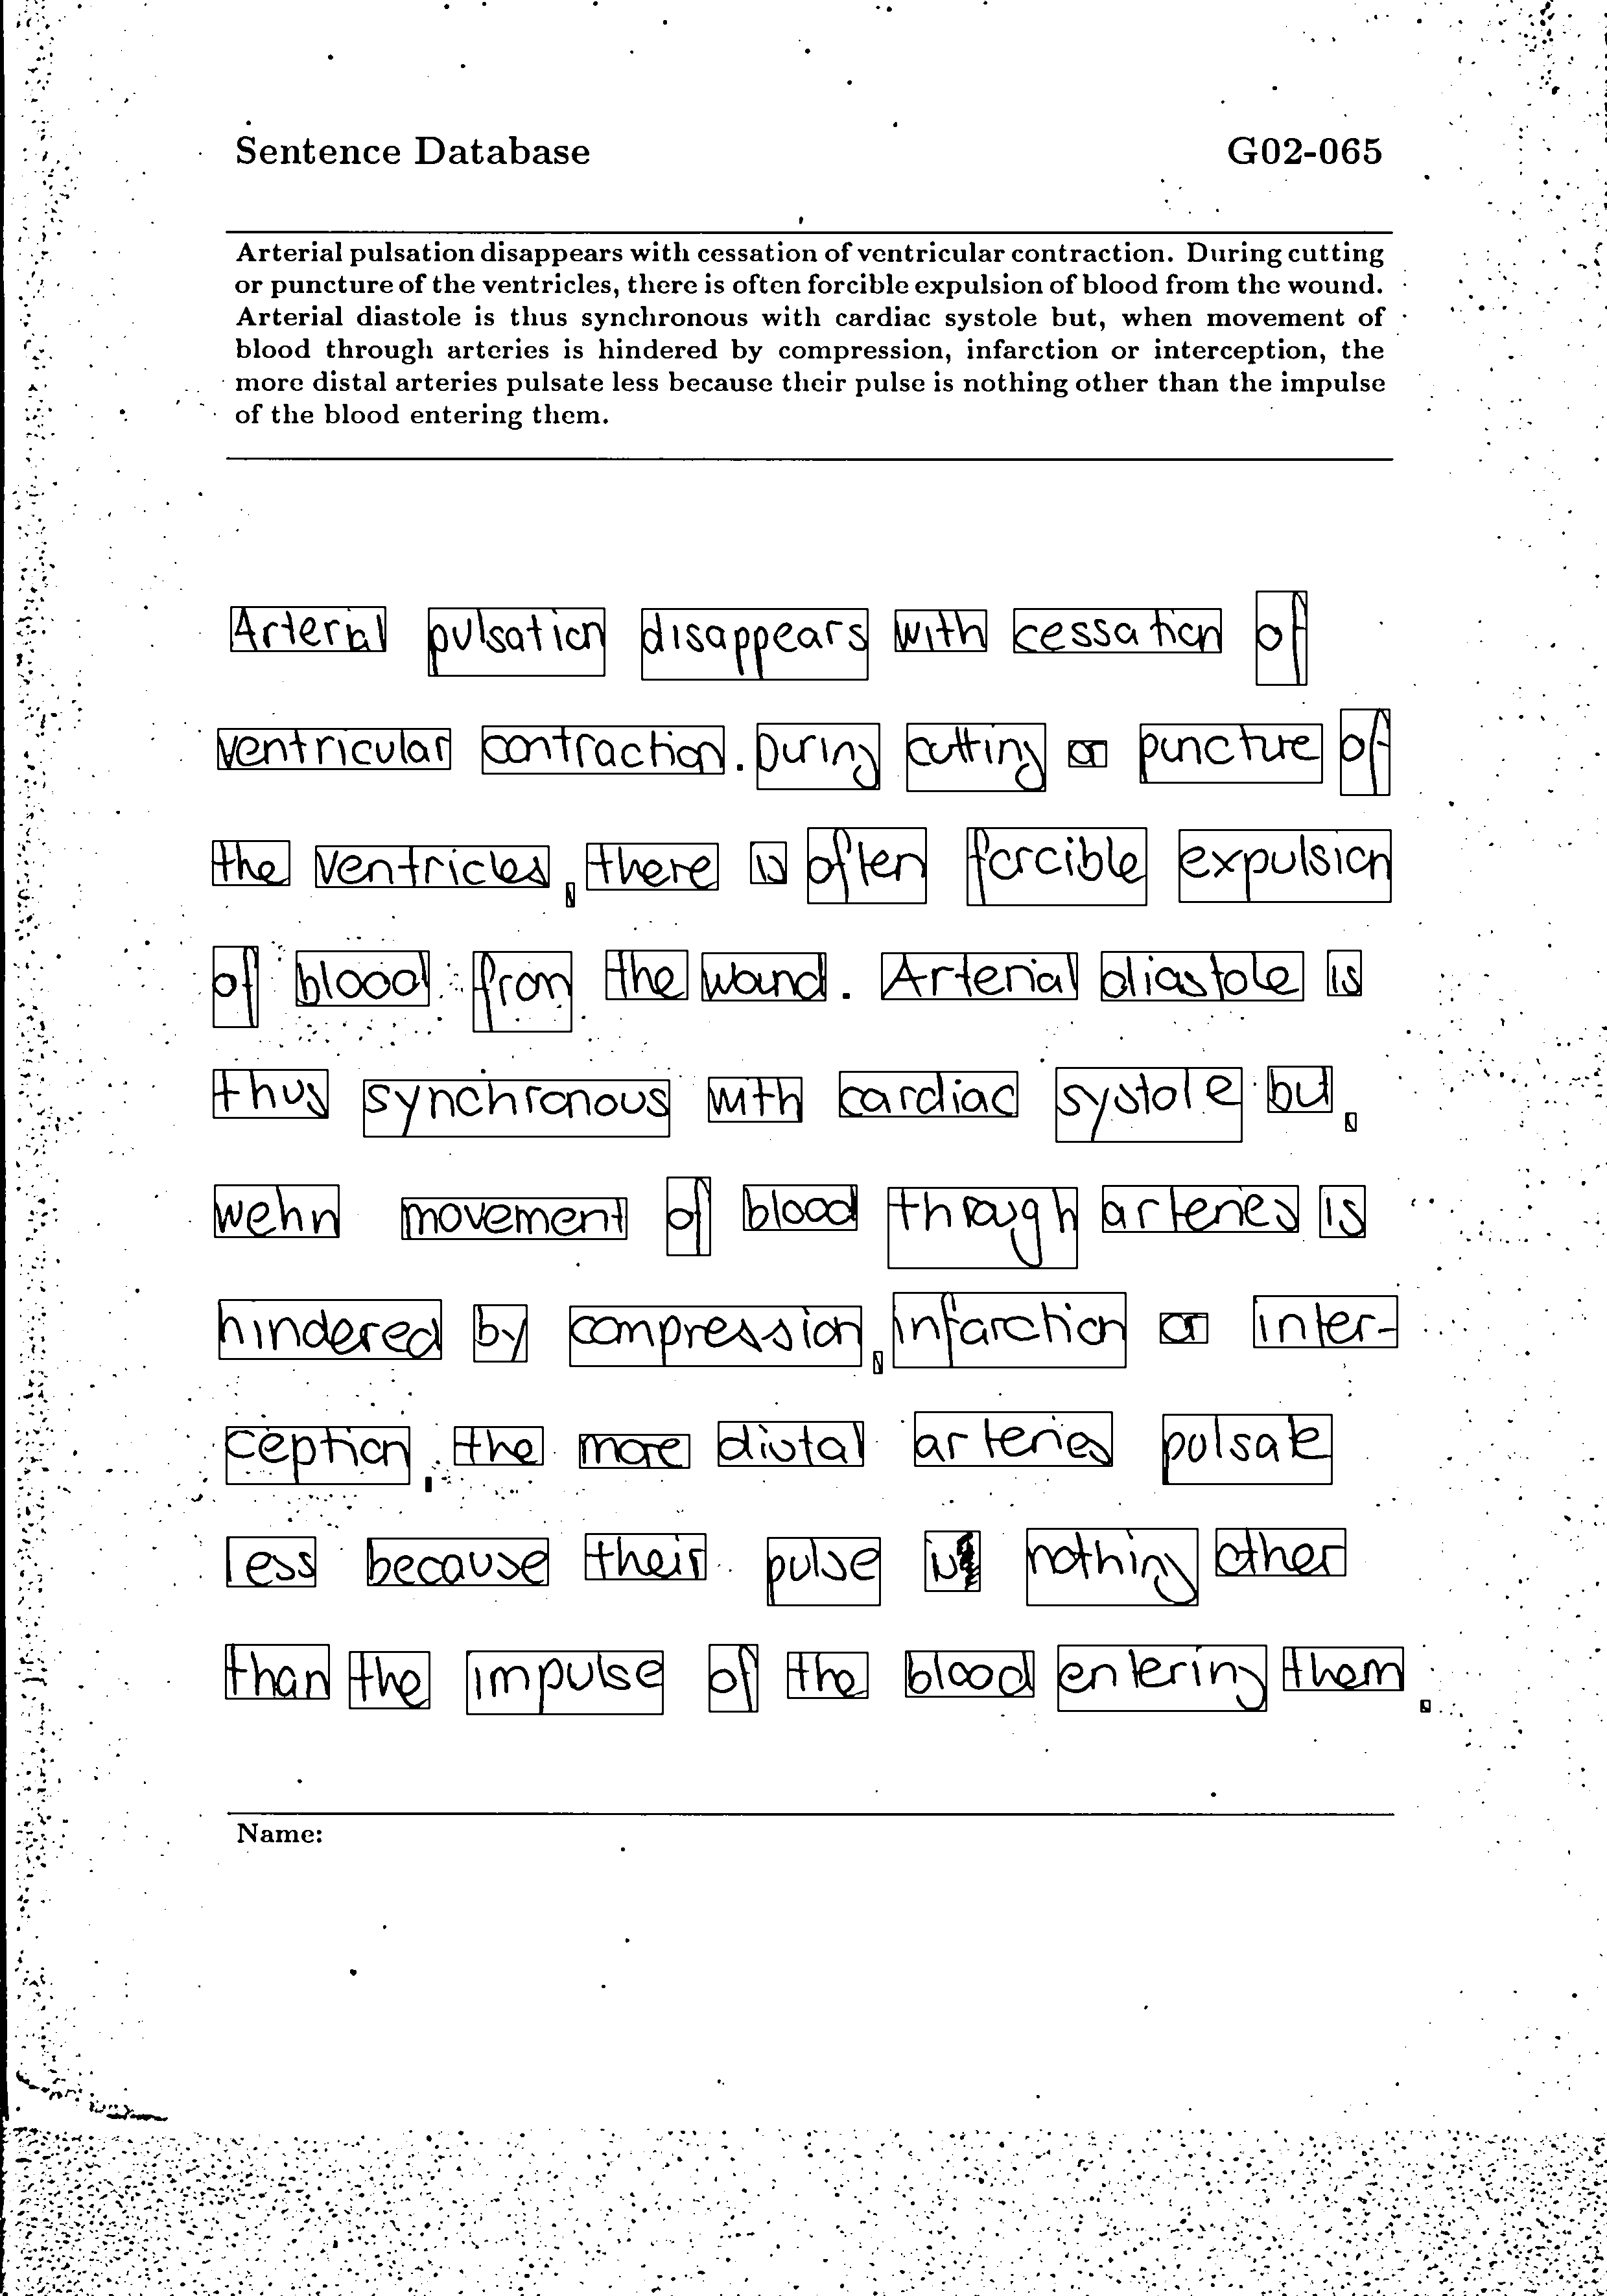 Sentence Database G02-065
Arterial pulsation disappears with cessation of ventricular contraction. During cutting
or puncture of the ventricles, there is often forcible expulsion of blood from the wound.
Arterial diastole is thus synchronous with cardiac systole but, when movement of
blood through arteries is hindered by compression, infarction or interception, the
more distal arteries pulsate less because their pulse is nothing other than the impulse
of the blood entering them.
Arterial pulsation disappears with cessation of
ventricular contraction. During cutting or puncture of
the ventricles, there is often forcible expulsion
of blood from the wound. Arterial diastole is
thus synchronous with cardiac systole but,
wehn movement of blood through arteries is
hindered by compression, infarction or inter-
ception, the more distal arteries pulsate
less because their pulse is nothing other
than the impulse of the blood entering them.
Name: